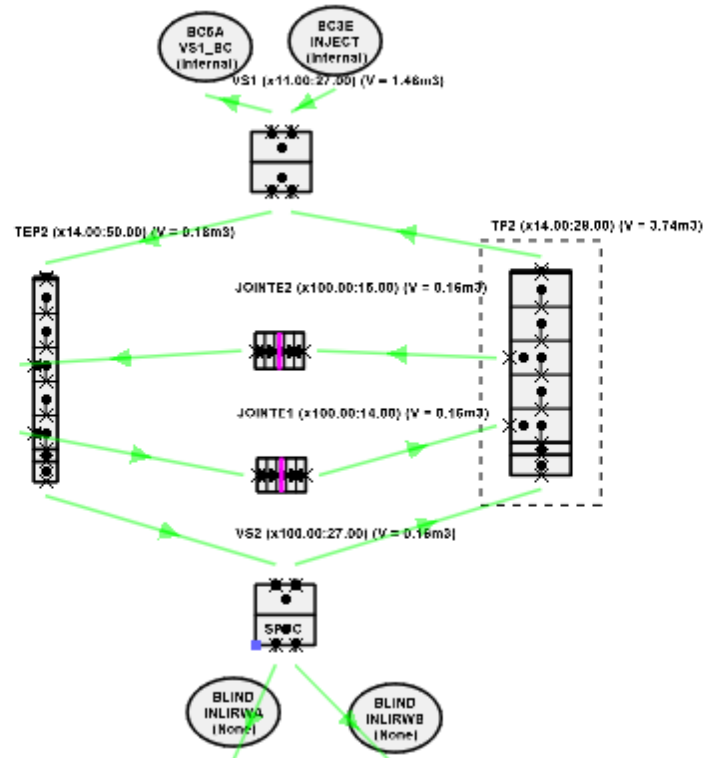 BC5A
VS1_BC
(Internal)
BC3E
INJECT
(Internal)
VS1 (x11.00:27.00) (V = 1.46m3)
TEP2 (x14.00:50.00) (V = 0.18m3)
TP2 (x14.00:28.00) (V = 3.74m3)
JOINTE2 (x100.00:15.00) (V = 0.16m3)
JOINTE1 (x100.00:14.00) (V = 0.16m3)
VS2 (x100.00:27.00) (V = 0.16m3)
BLIND
INLIRWA
(None)
BLIND
INLIRWB
(None)